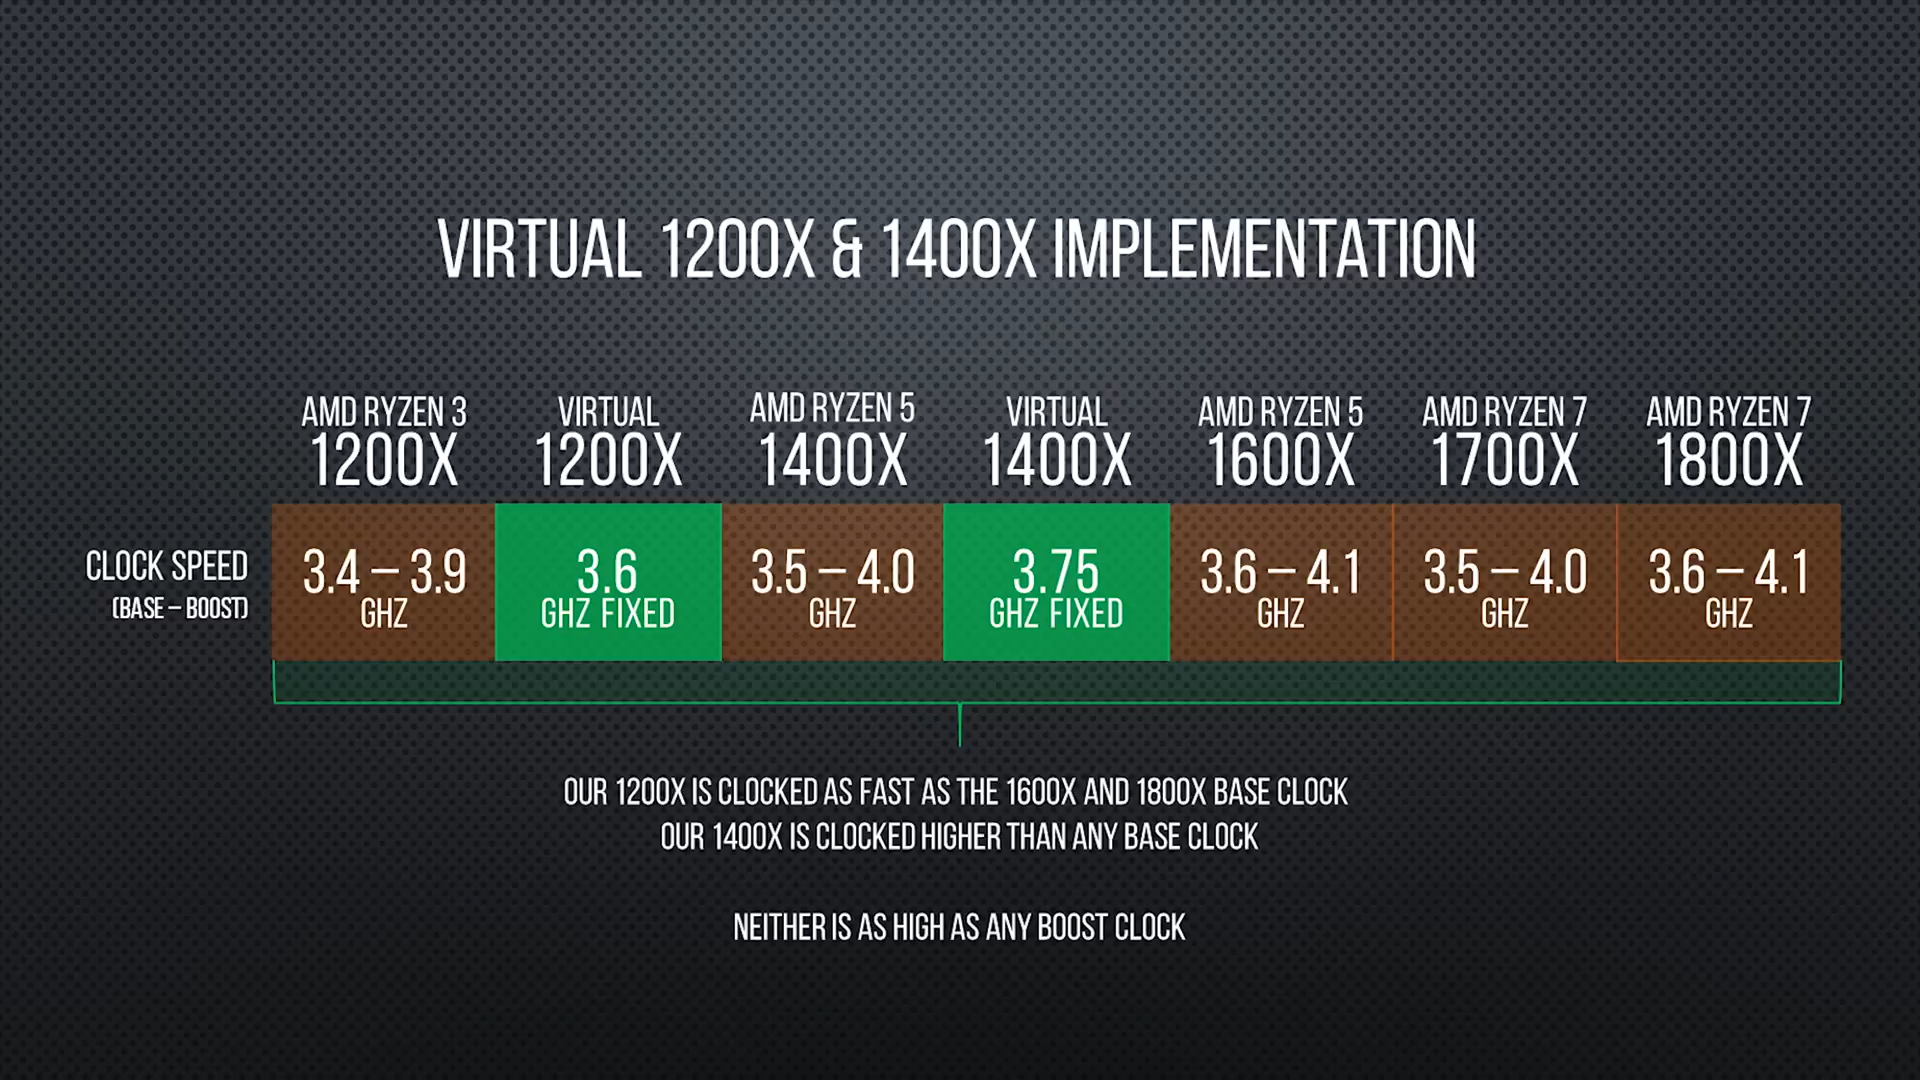 VIRTUAL 1200X & 1400X IMPLEMENTATION
AMD RYZEN 3
1200X
VIRTUAL
1200X
AMD RYZEN 5
1400X
VIRTUAL
1400X
AMD RYZEN 5
1600X
AMD RYZEN 7
1700X
AMD RYZEN 7
1800X
CLOCK SPEED
(BASE – BOOST)
3.4 – 3.9
GHZ
3.6
GHZ FIXED
3.5 – 4.0
GHZ
3.75
GHZ FIXED
3.6 – 4.1
GHZ
3.5 – 4.0
GHZ
3.6 – 4.1
GHZ
OUR 1200X IS CLOCKED AS FAST AS THE 1600X AND 1800X BASE CLOCK
OUR 1400X IS CLOCKED HIGHER THAN ANY BASE CLOCK
NEITHER IS AS HIGH AS ANY BOOST CLOCK